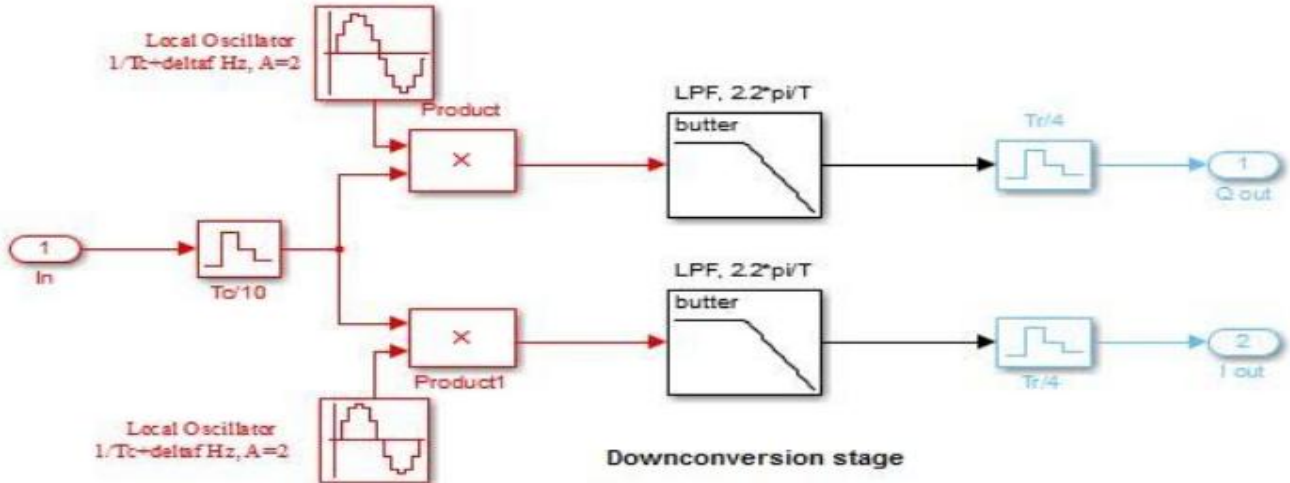 Local Oscillator
1/Tc+deltaf Hz, A=2
Product
×
LPF, 2.2*pi/T
butter
Tr/4
1
Q out
1
In
Tc/10
LPF, 2.2*pi/T
butter
×
Product1
Tr/4
2
I out
Local Oscillator
1/Tc+deltaf Hz, A=2
Downconversion stage